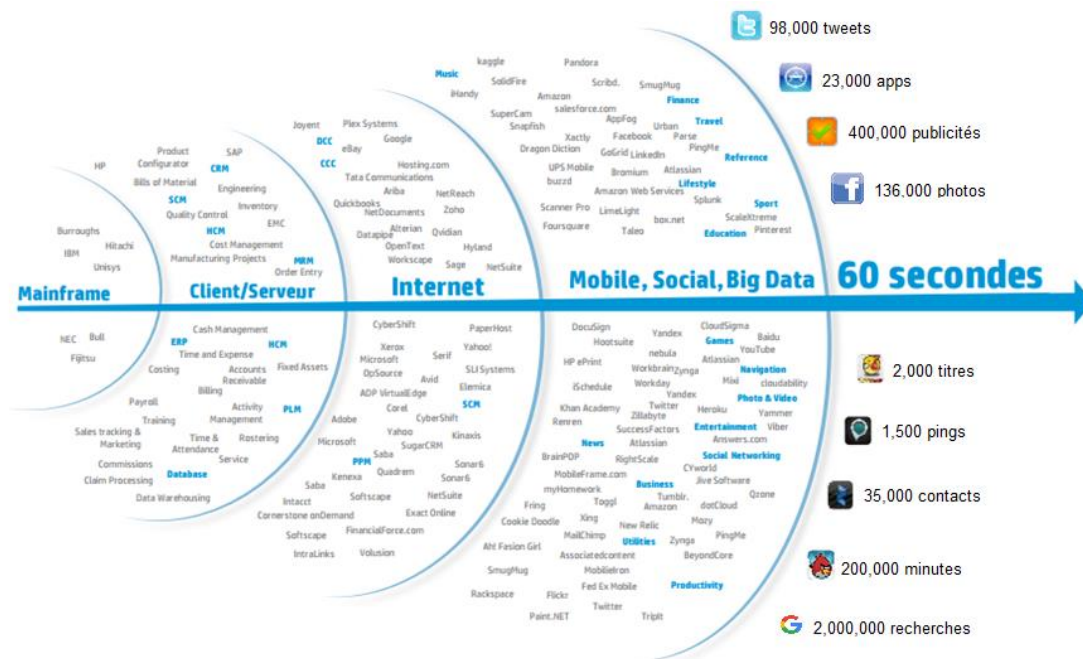 98,000 tweets
23,000 apps
400,000 publicités
136,000 photos
60 secondes
2,000 titres
1,500 pings
35,000 contacts
200,000 minutes
2,000,000 recherches
Mainframe
HP
Burroughs
IBM
Hitachi
Unisys
NEC
Bull
Fijitsu
Client/Serveur
Product
Configurator
SAP
CRM
Bills of Material
Engineering
SCM
Inventory
Quality Control
EMC
HCM
Cost Management
Manufacturing Projects
MRM
Order Entry
Cash Management
ERP
HCM
Time and Expense
Costing
Accounts
Receivable
Fixed Assets
Billing
Payroll
Activity
Management
PLM
Training
Sales tracking &
Marketing
Time &
Attendance
Rostering
Commissions
Service
Claim Processing
Database
Data Warehousing
Internet
Joyent
Plex Systems
DCC
Google
eBay
CCC
Hosting.com
Tata Communications
Ariba
NetReach
Quickbooks
NetDocuments
Zoho
Alterian
Datapipe
Qvidian
OpenText
Hyland
Workscape
Sage
NetSuite
CyberShift
PaperHost
Xerox
Yahoo!
Microsoft
Serif
OpSource
SLI Systems
Avid
Elemica
ADP VirtualEdge
Corel
SCM
Adobe
CyberShift
Yahoo
Microsoft
Kinaxis
SugarCRM
Saba
PPM
Sonar6
Kenexa
Quadrem
Saba
Sonar6
Intacct
Softscape
NetSuite
Cornerstone onDemand
Exact Online
Softscape
FinancialForce.com
IntraLinks
Volusion
Mobile, Social, Big Data
kaggle
Pandora
Music
SolidFire
Scribd.
SmugMug
iHandy
Amazon
Finance
SuperCam
salesforce.com
Snapfish
AppFog
Urban
Travel
Xactly
Facebook
Parse
Dragon Diction
GoGrid
LinkedIn
PingMe
Reference
UPS Mobile
Bromium
Atlassian
buzzd
Lifestyle
Amazon Web Services
Splunk
Scanner Pro
LimeLight
Sport
box.net
ScaleXtreme
Foursquare
Taleo
Education
Pinterest
DocuSign
Yandex
CloudSigma
Hootsuite
Games
Baidu
nebula
YouTube
HP ePrint
Atlassian
Workbrain
Zynga
Navigation
iSchedule
Workday
Mixi
cloudability
Yandex
Photo & Video
Khan Academy
Twitter
Heroku
Yammer
Renren
Zillabyte
SuccessFactors
Entertainment
Viber
News
Atlassian
Answers.com
BrainPOP
RightScale
Social Networking
CYworld
MobileFrame.com
Jive Software
myHomework
Business
Qzone
Tumblr.
Fring
Toggl
Amazon
dotCloud
Cookie Doodle
Xing
New Relic
Mozy
MailChimp
Utilities
Zynga
PingMe
Aht Fasion Girl
Associatedcontent
BeyondCore
SmugMug
MobilieIron
Fed Ex Mobile
Productivity
Rackspace
Flickr
Twitter
Paint.NET
TripIt